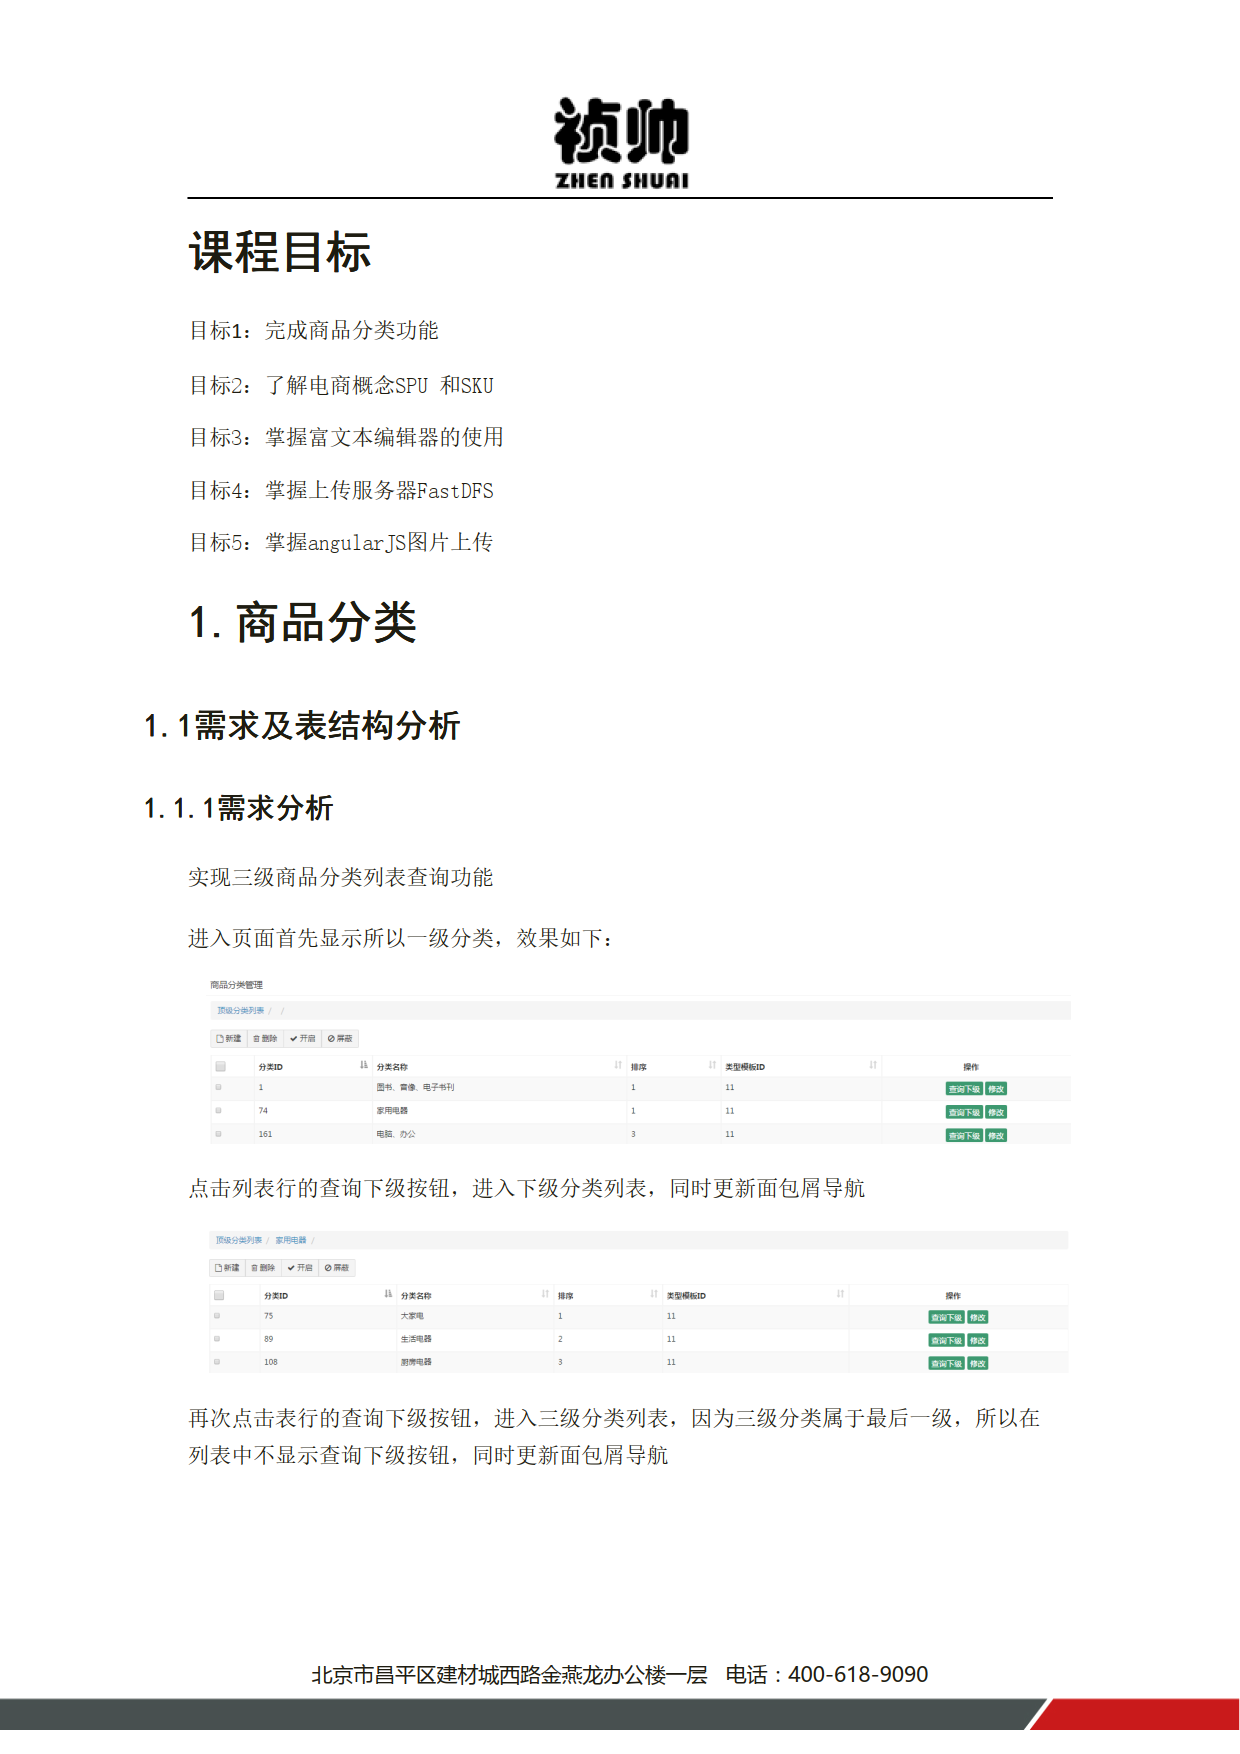 祯帅
ZHEN SHUAI
课程目标
目标1：完成商品分类功能
目标2：了解电商概念SPU 和SKU
目标3：掌握富文本编辑器的使用
目标4：掌握上传服务器FastDFS
目标5：掌握angularJS图片上传
1.商品分类
1.1需求及表结构分析
1.1.1需求分析
实现三级商品分类列表查询功能
进入页面首先显示所以一级分类，效果如下：
商品分类管理
顶级分类列表 / /
新建 删除 开启 屏蔽
分类ID 分类名称 排序 类型模板ID 操作
1 图书、音像、电子书刊 1 11 查询下级 修改
74 家用电器 1 11 查询下级 修改
161 电脑、办公 3 11 查询下级 修改
点击列表行的查询下级按钮，进入下级分类列表，同时更新面包屑导航
顶级分类列表 / 家用电器 /
新建 删除 开启 屏蔽
分类ID 分类名称 排序 类型模板ID 操作
75 大家电 1 11 查询下级 修改
89 生活电器 2 11 查询下级 修改
108 厨房电器 3 11 查询下级 修改
再次点击表行的查询下级按钮，进入三级分类列表，因为三级分类属于最后一级，所以在
列表中不显示查询下级按钮，同时更新面包屑导航
北京市昌平区建材城西路金燕龙办公楼一层 电话：400-618-9090